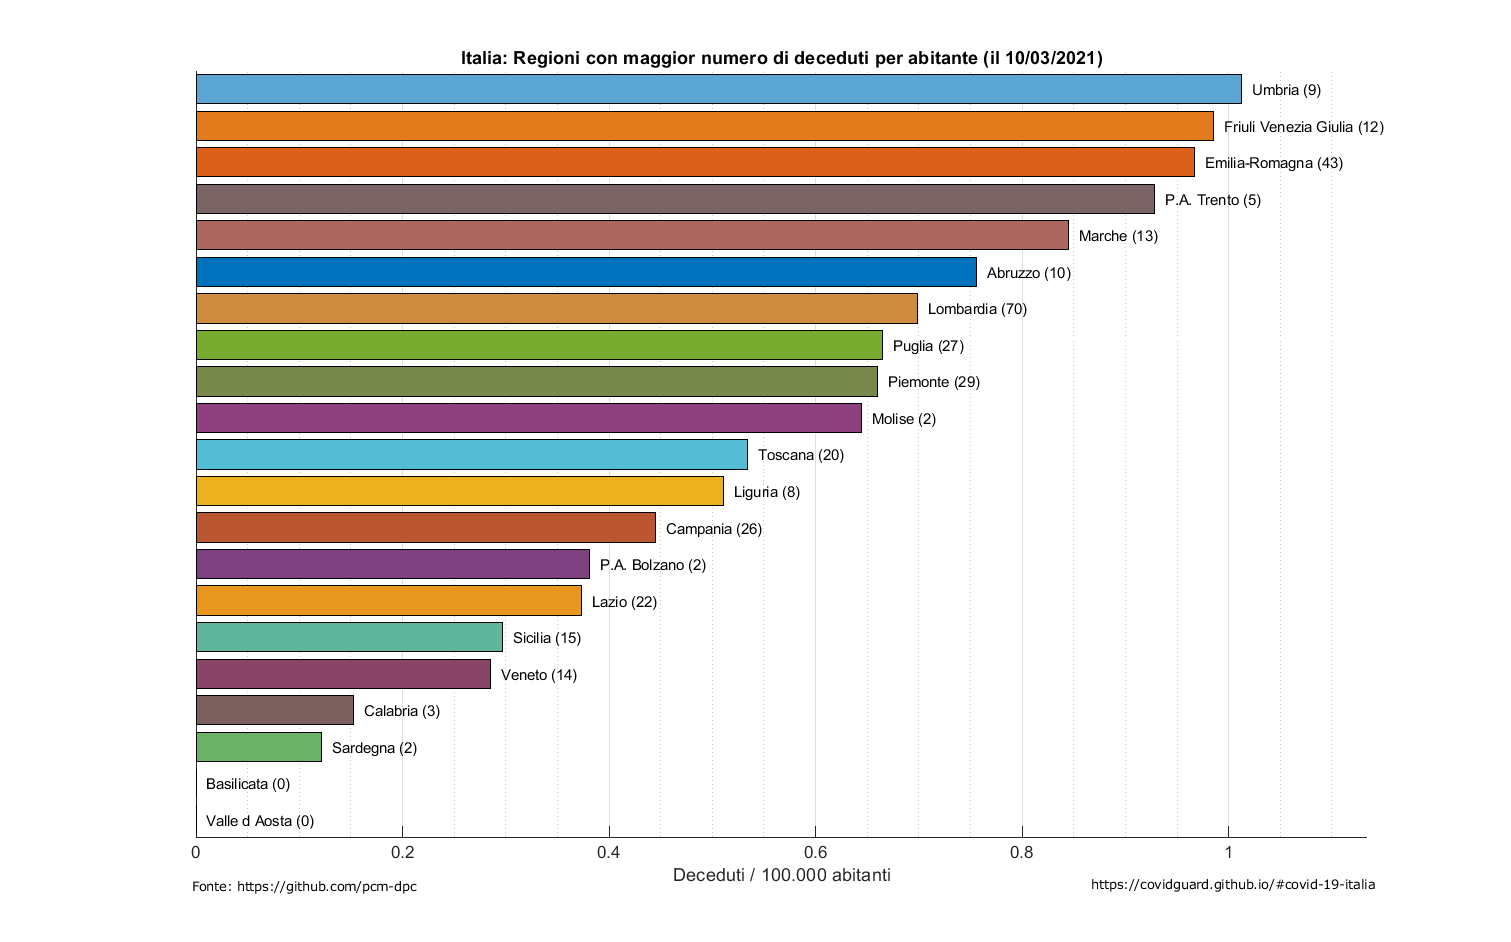 Italia: Regioni con maggior numero di deceduti per abitante (il 10/03/2021)
Umbria (9)
Friuli Venezia Giulia (12)
Emilia-Romagna (43)
P.A. Trento (5)
Marche (13)
Abruzzo (10)
Lombardia (70)
Puglia (27)
Piemonte (29)
Molise (2)
Toscana (20)
Liguria (8)
Campania (26)
P.A. Bolzano (2)
Lazio (22)
Sicilia (15)
Veneto (14)
Calabria (3)
Sardegna (2)
Basilicata (0)
Valle d Aosta (0)
0 0.2 0.4 0.6 0.8 1
Deceduti / 100.000 abitanti
Fonte: https://github.com/pcm-dpc
https://covidguard.github.io/#covid-19-italia